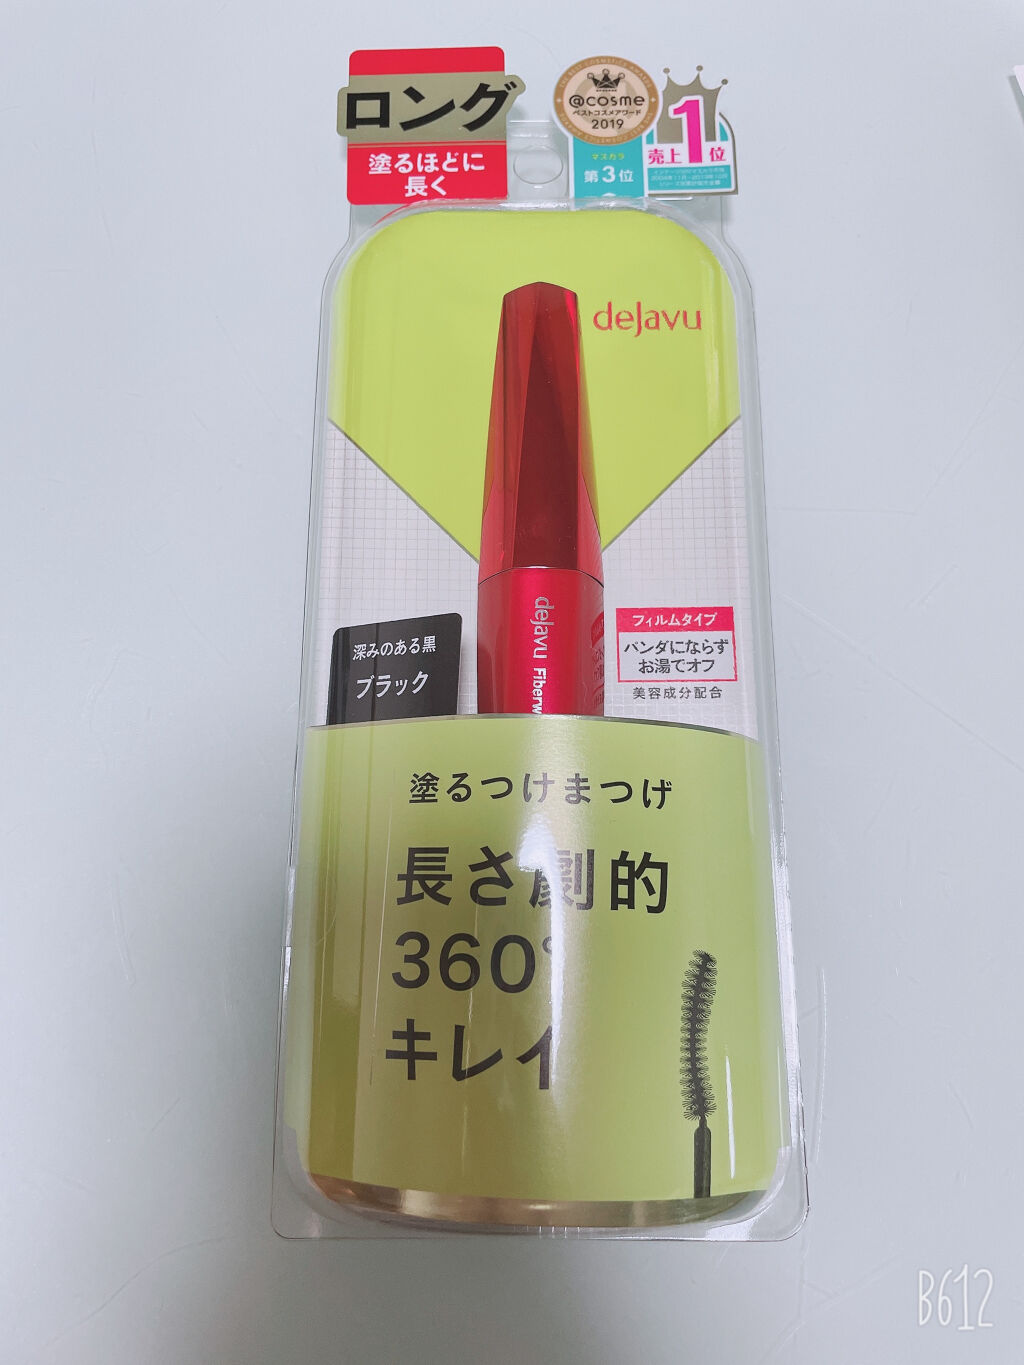 ロング
塗るほどに
長く
@cosme
ベストコスメアワード
2019
マスカラ
第3位
1
売上 位
dejavu
dejavu Fiberw
深みのある黒
ブラック
フィルムタイプ
パンダにならず
お湯でオフ
美容成分配合
塗るつけまつげ
長さ劇的
360°
キレイ
B612